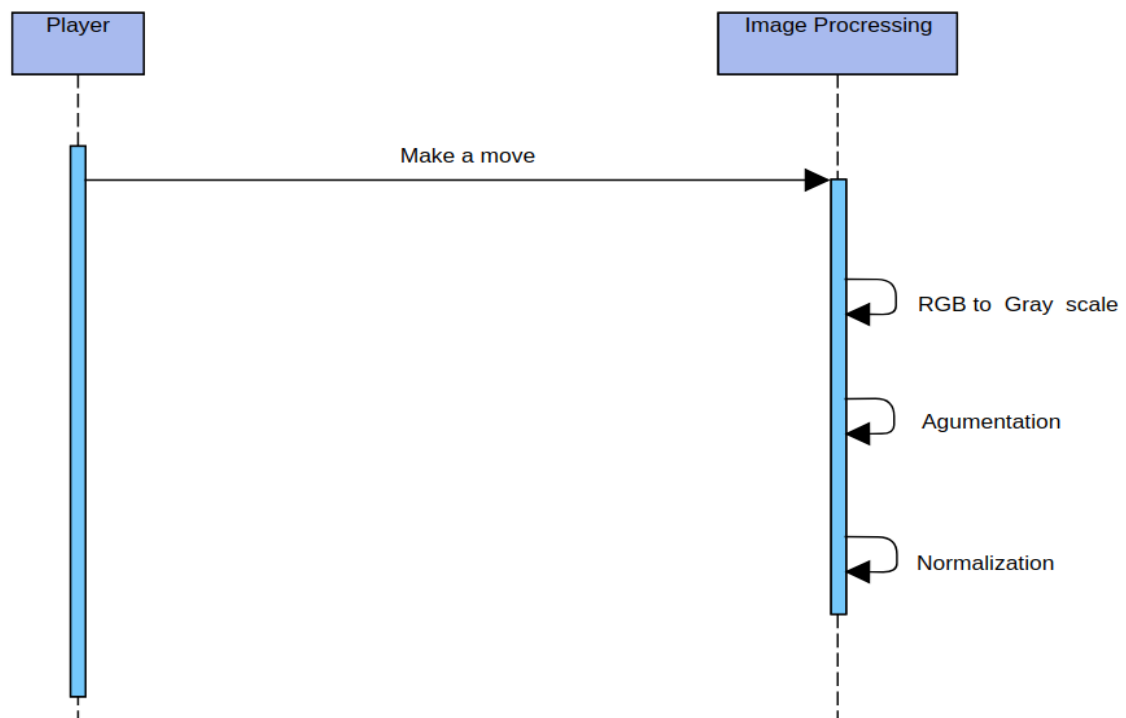 Player
Image Procressing
Make a move
RGB to  Gray  scale
Agumentation
Normalization